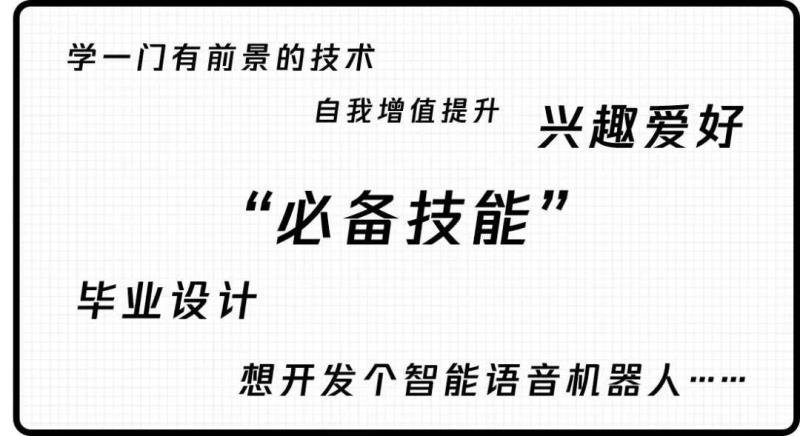 学一门有前景的技术
自我增值提升
兴趣爱好
“必备技能”
毕业设计
想开发个智能语音机器人……